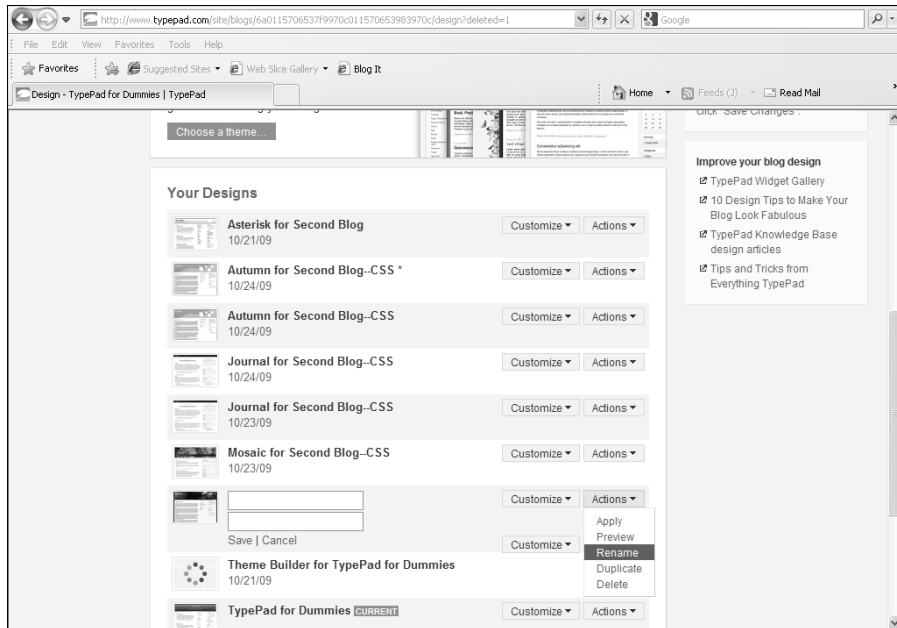 http://www.typepad.com/site/blogs/6a0115706537f9970c011570653983970c/design?deleted=1
Google
File Edit View Favorites Tools Help
Favorites Suggested Sites Web Slice Gallery Blog It
Design - TypePad for Dummies | TypePad
Home Feeds (J) Read Mail
Choose a theme...
click "Save Changes".
Improve your blog design
TypePad Widget Gallery
10 Design Tips to Make Your
Blog Look Fabulous
TypePad Knowledge Base
design articles
Tips and Tricks from
Everything TypePad
Your Designs
Asterisk for Second Blog
10/21/09
Customize Actions
Autumn for Second Blog--CSS *
10/24/09
Customize Actions
Autumn for Second Blog--CSS
10/24/09
Customize Actions
Journal for Second Blog--CSS
10/24/09
Customize Actions
Journal for Second Blog--CSS
10/23/09
Customize Actions
Mosaic for Second Blog--CSS
10/23/09
Customize Actions
Save | Cancel
Customize Actions
Apply
Preview
Rename
Duplicate
Delete
Theme Builder for TypePad for Dummies
10/21/09
Customize
TypePad for Dummies CURRENT
Customize Actions